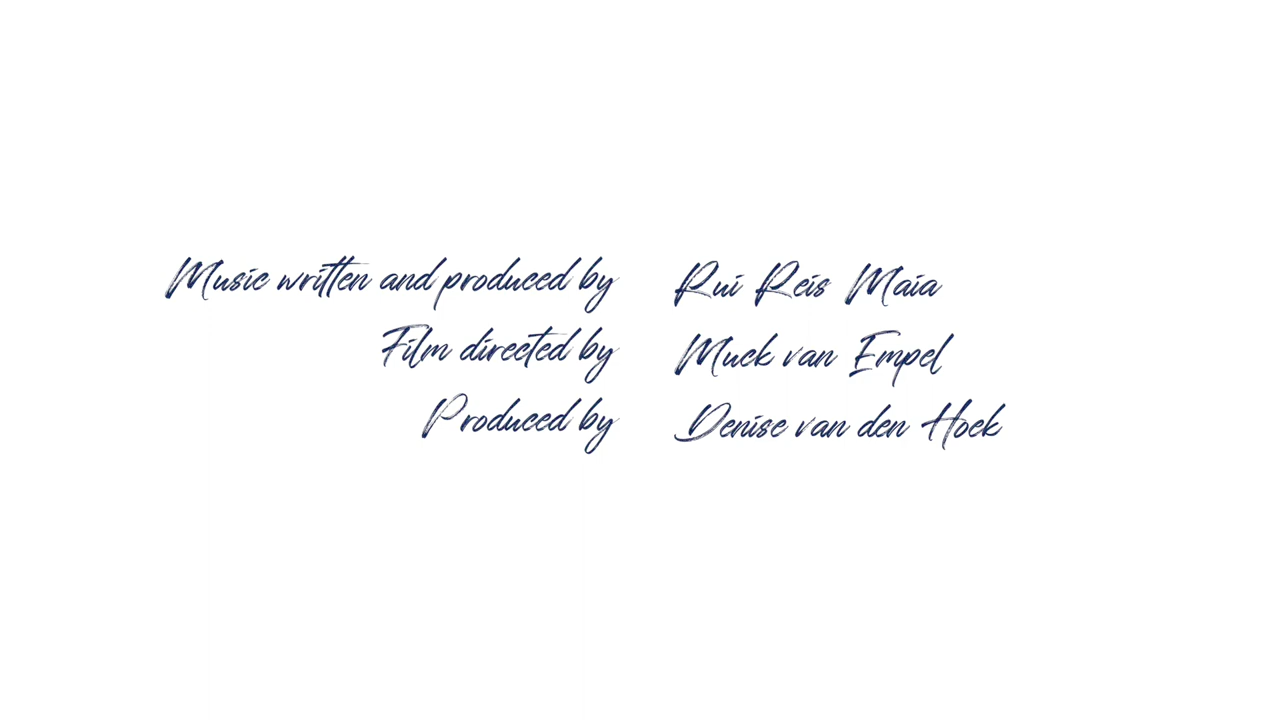 Music written and produced by Rui Reis Maia
Film directed by Muck van Empel
Produced by Denise van den Hoek